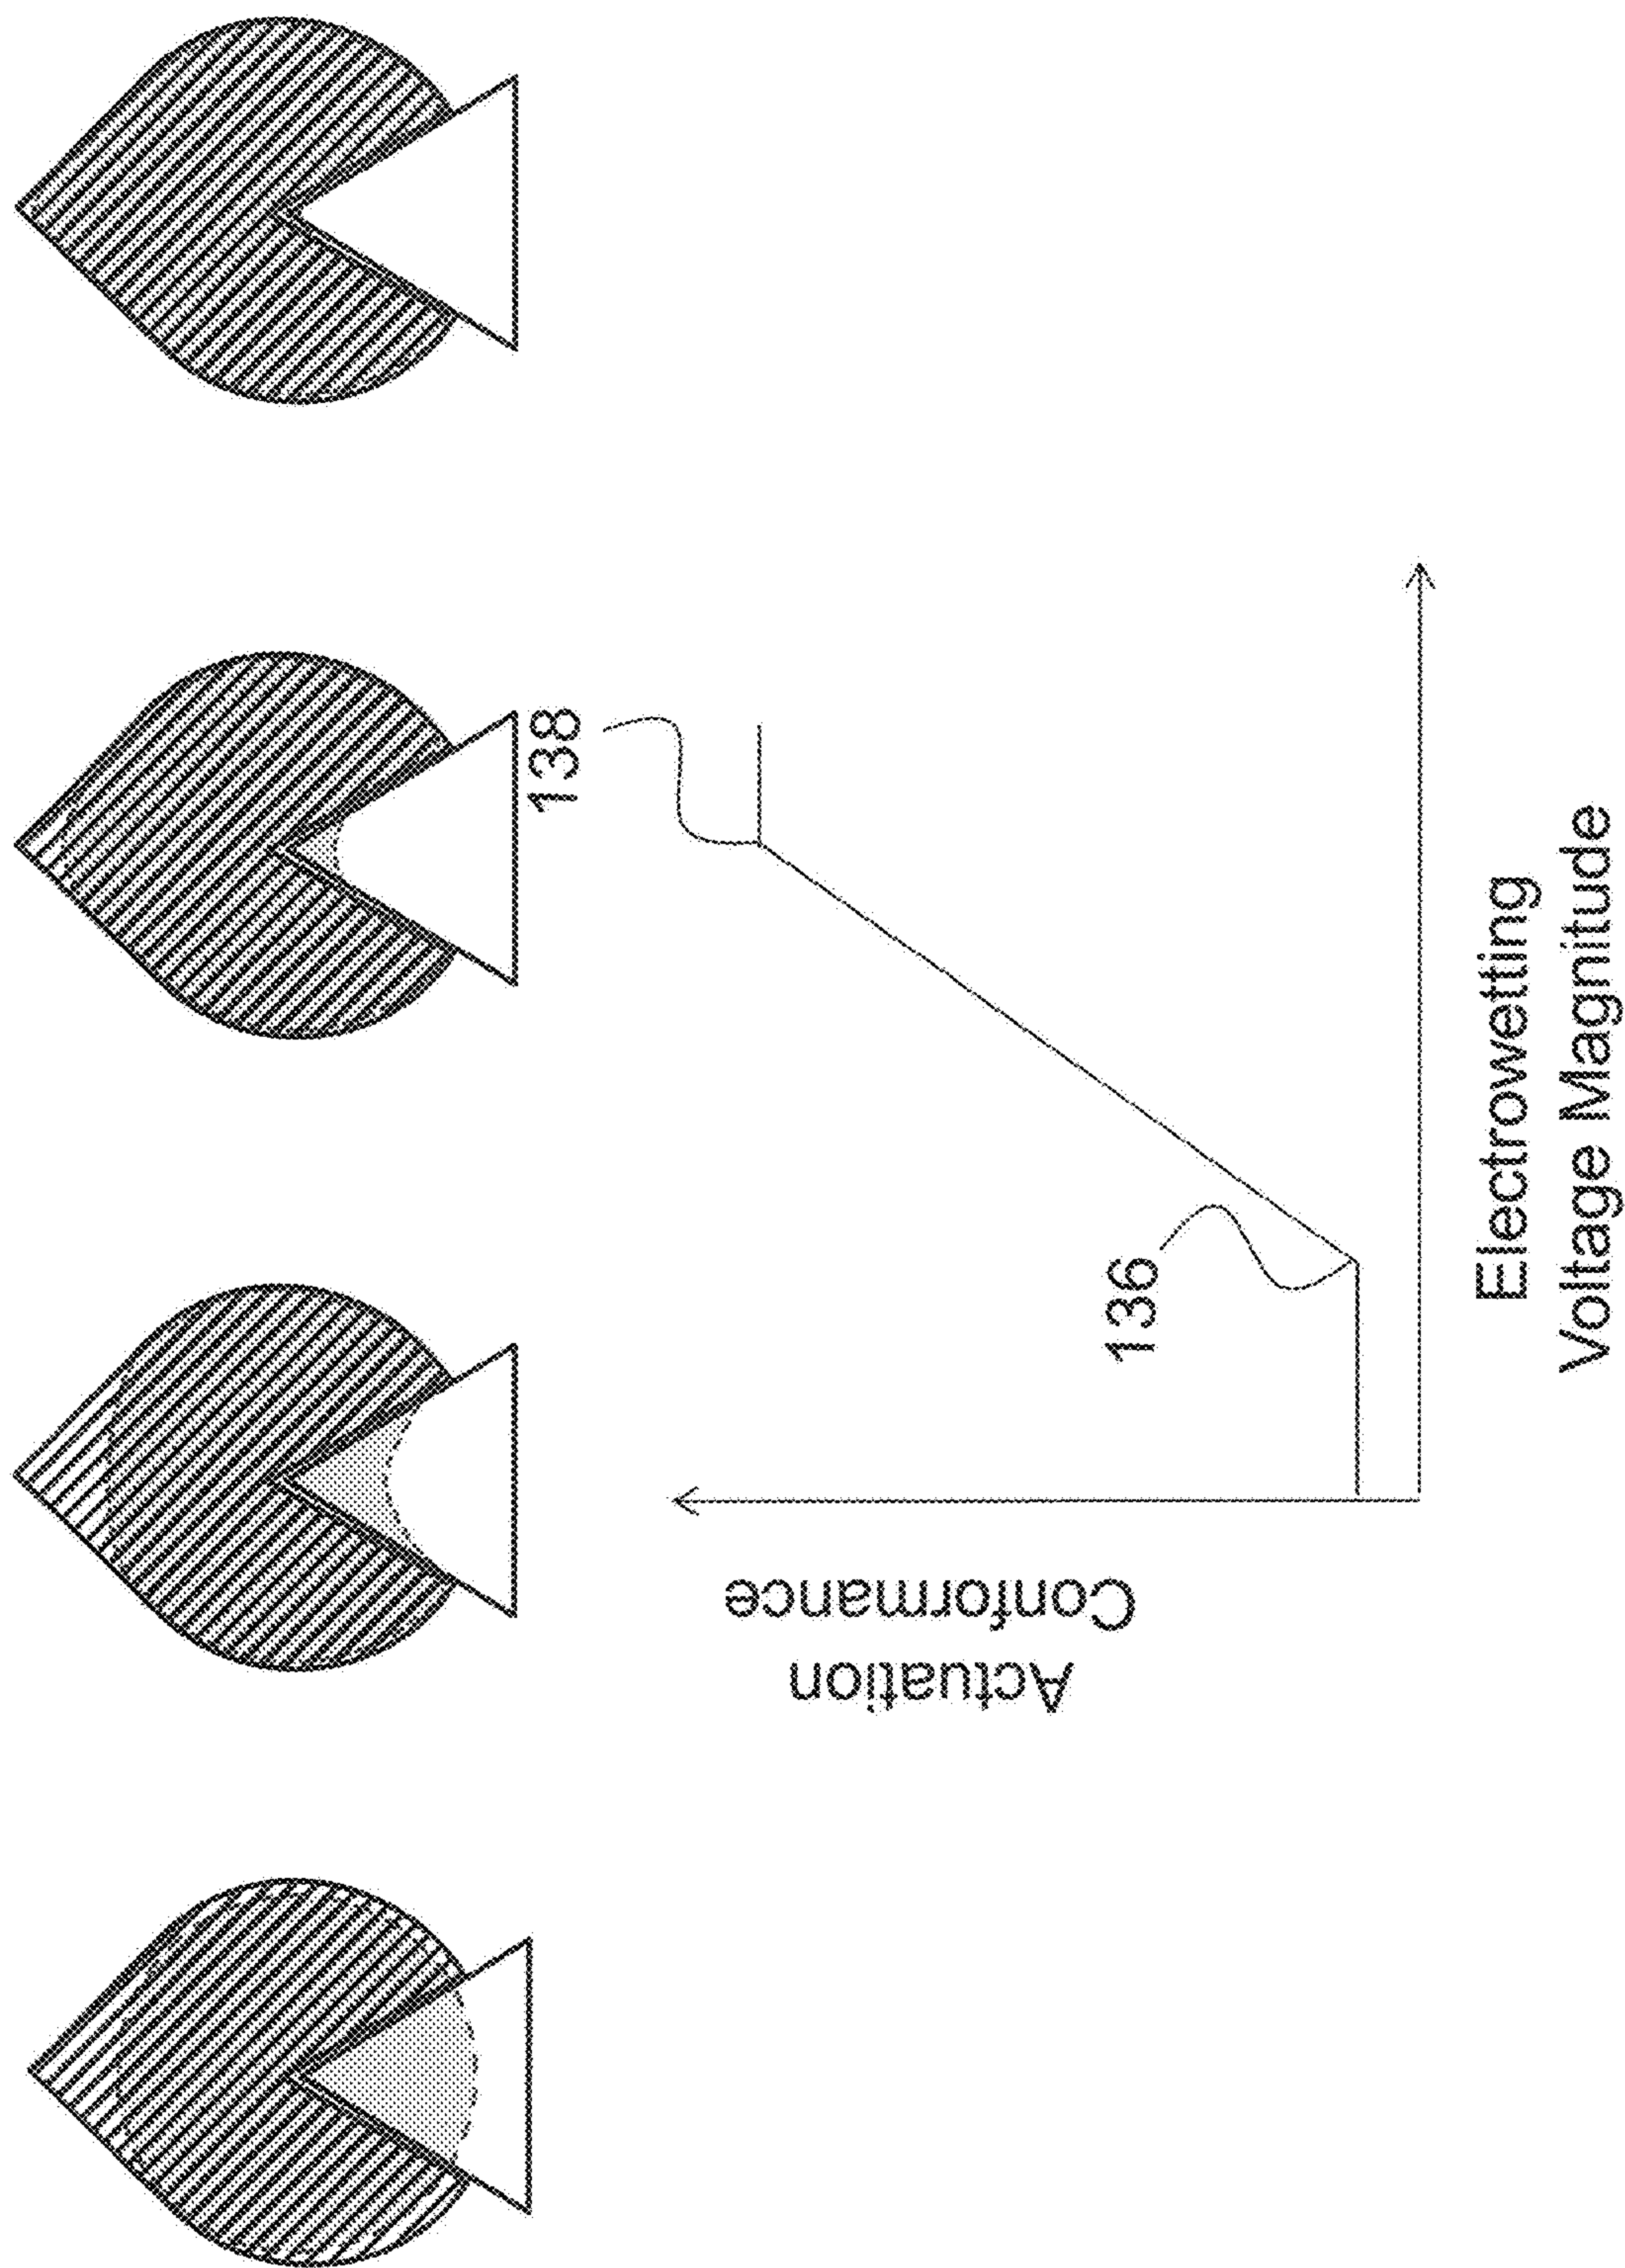 138
136
Actuation
Conformance
Electrowetting
Voltage Magnitude